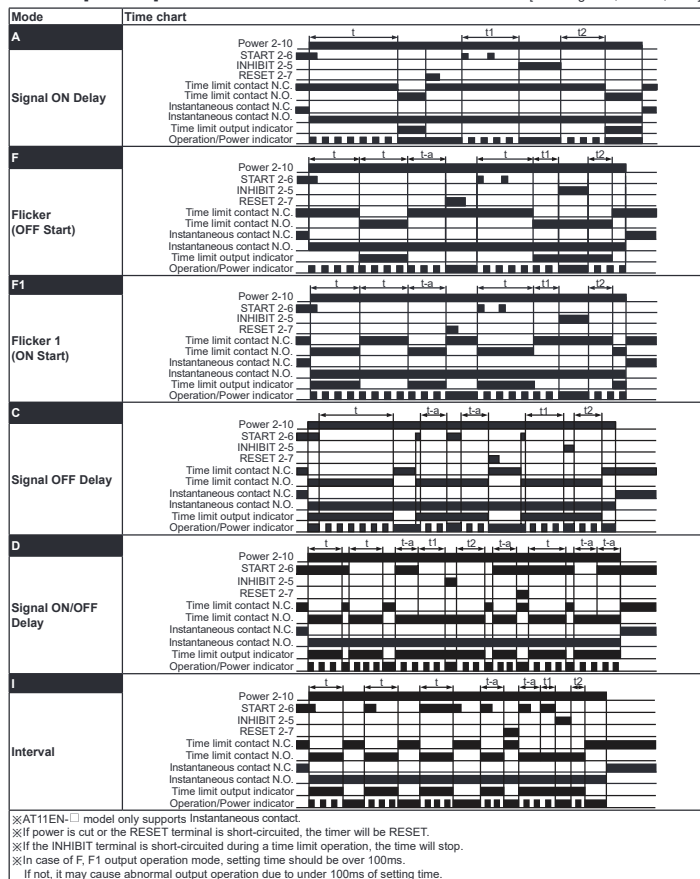 Mode Time chart
A
Signal ON Delay
t t1 t2
Power 2-10
START 2-6
INHIBIT 2-5
RESET 2-7
Time limit contact N.C.
Time limit contact N.O.
Instantaneous contact N.C.
Instantaneous contact N.O.
Time limit output indicator
Operation/Power indicator
F
Flicker
(OFF Start)
t t t-a t t1 t2
Power 2-10
START 2-6
INHIBIT 2-5
RESET 2-7
Time limit contact N.C.
Time limit contact N.O.
Instantaneous contact N.C.
Instantaneous contact N.O.
Time limit output indicator
Operation/Power indicator
F1
Flicker 1
(ON Start)
t t t-a t t1 t2
Power 2-10
START 2-6
INHIBIT 2-5
RESET 2-7
Time limit contact N.C.
Time limit contact N.O.
Instantaneous contact N.C.
Instantaneous contact N.O.
Time limit output indicator
Operation/Power indicator
C
Signal OFF Delay
t t-a t-a t1 t2
Power 2-10
START 2-6
INHIBIT 2-5
RESET 2-7
Time limit contact N.C.
Time limit contact N.O.
Instantaneous contact N.C.
Instantaneous contact N.O.
Time limit output indicator
Operation/Power indicator
D
Signal ON/OFF
Delay
t t t-a t1 t2 t-a t t-a t-a
Power 2-10
START 2-6
INHIBIT 2-5
RESET 2-7
Time limit contact N.C.
Time limit contact N.O.
Instantaneous contact N.C.
Instantaneous contact N.O.
Time limit output indicator
Operation/Power indicator
I
Interval
t t t t-a t-a t1 t2
Power 2-10
START 2-6
INHIBIT 2-5
RESET 2-7
Time limit contact N.C.
Time limit contact N.O.
Instantaneous contact N.C.
Instantaneous contact N.O.
Time limit output indicator
Operation/Power indicator
※AT11EN-□ model only supports Instantaneous contact.
※If power is cut or the RESET terminal is short-circuited, the timer will be RESET.
※If the INHIBIT terminal is short-circuited during a time limit operation, the time will stop.
※In case of F, F1 output operation mode, setting time should be over 100ms.
If not, it may cause abnormal output operation due to under 100ms of setting time.